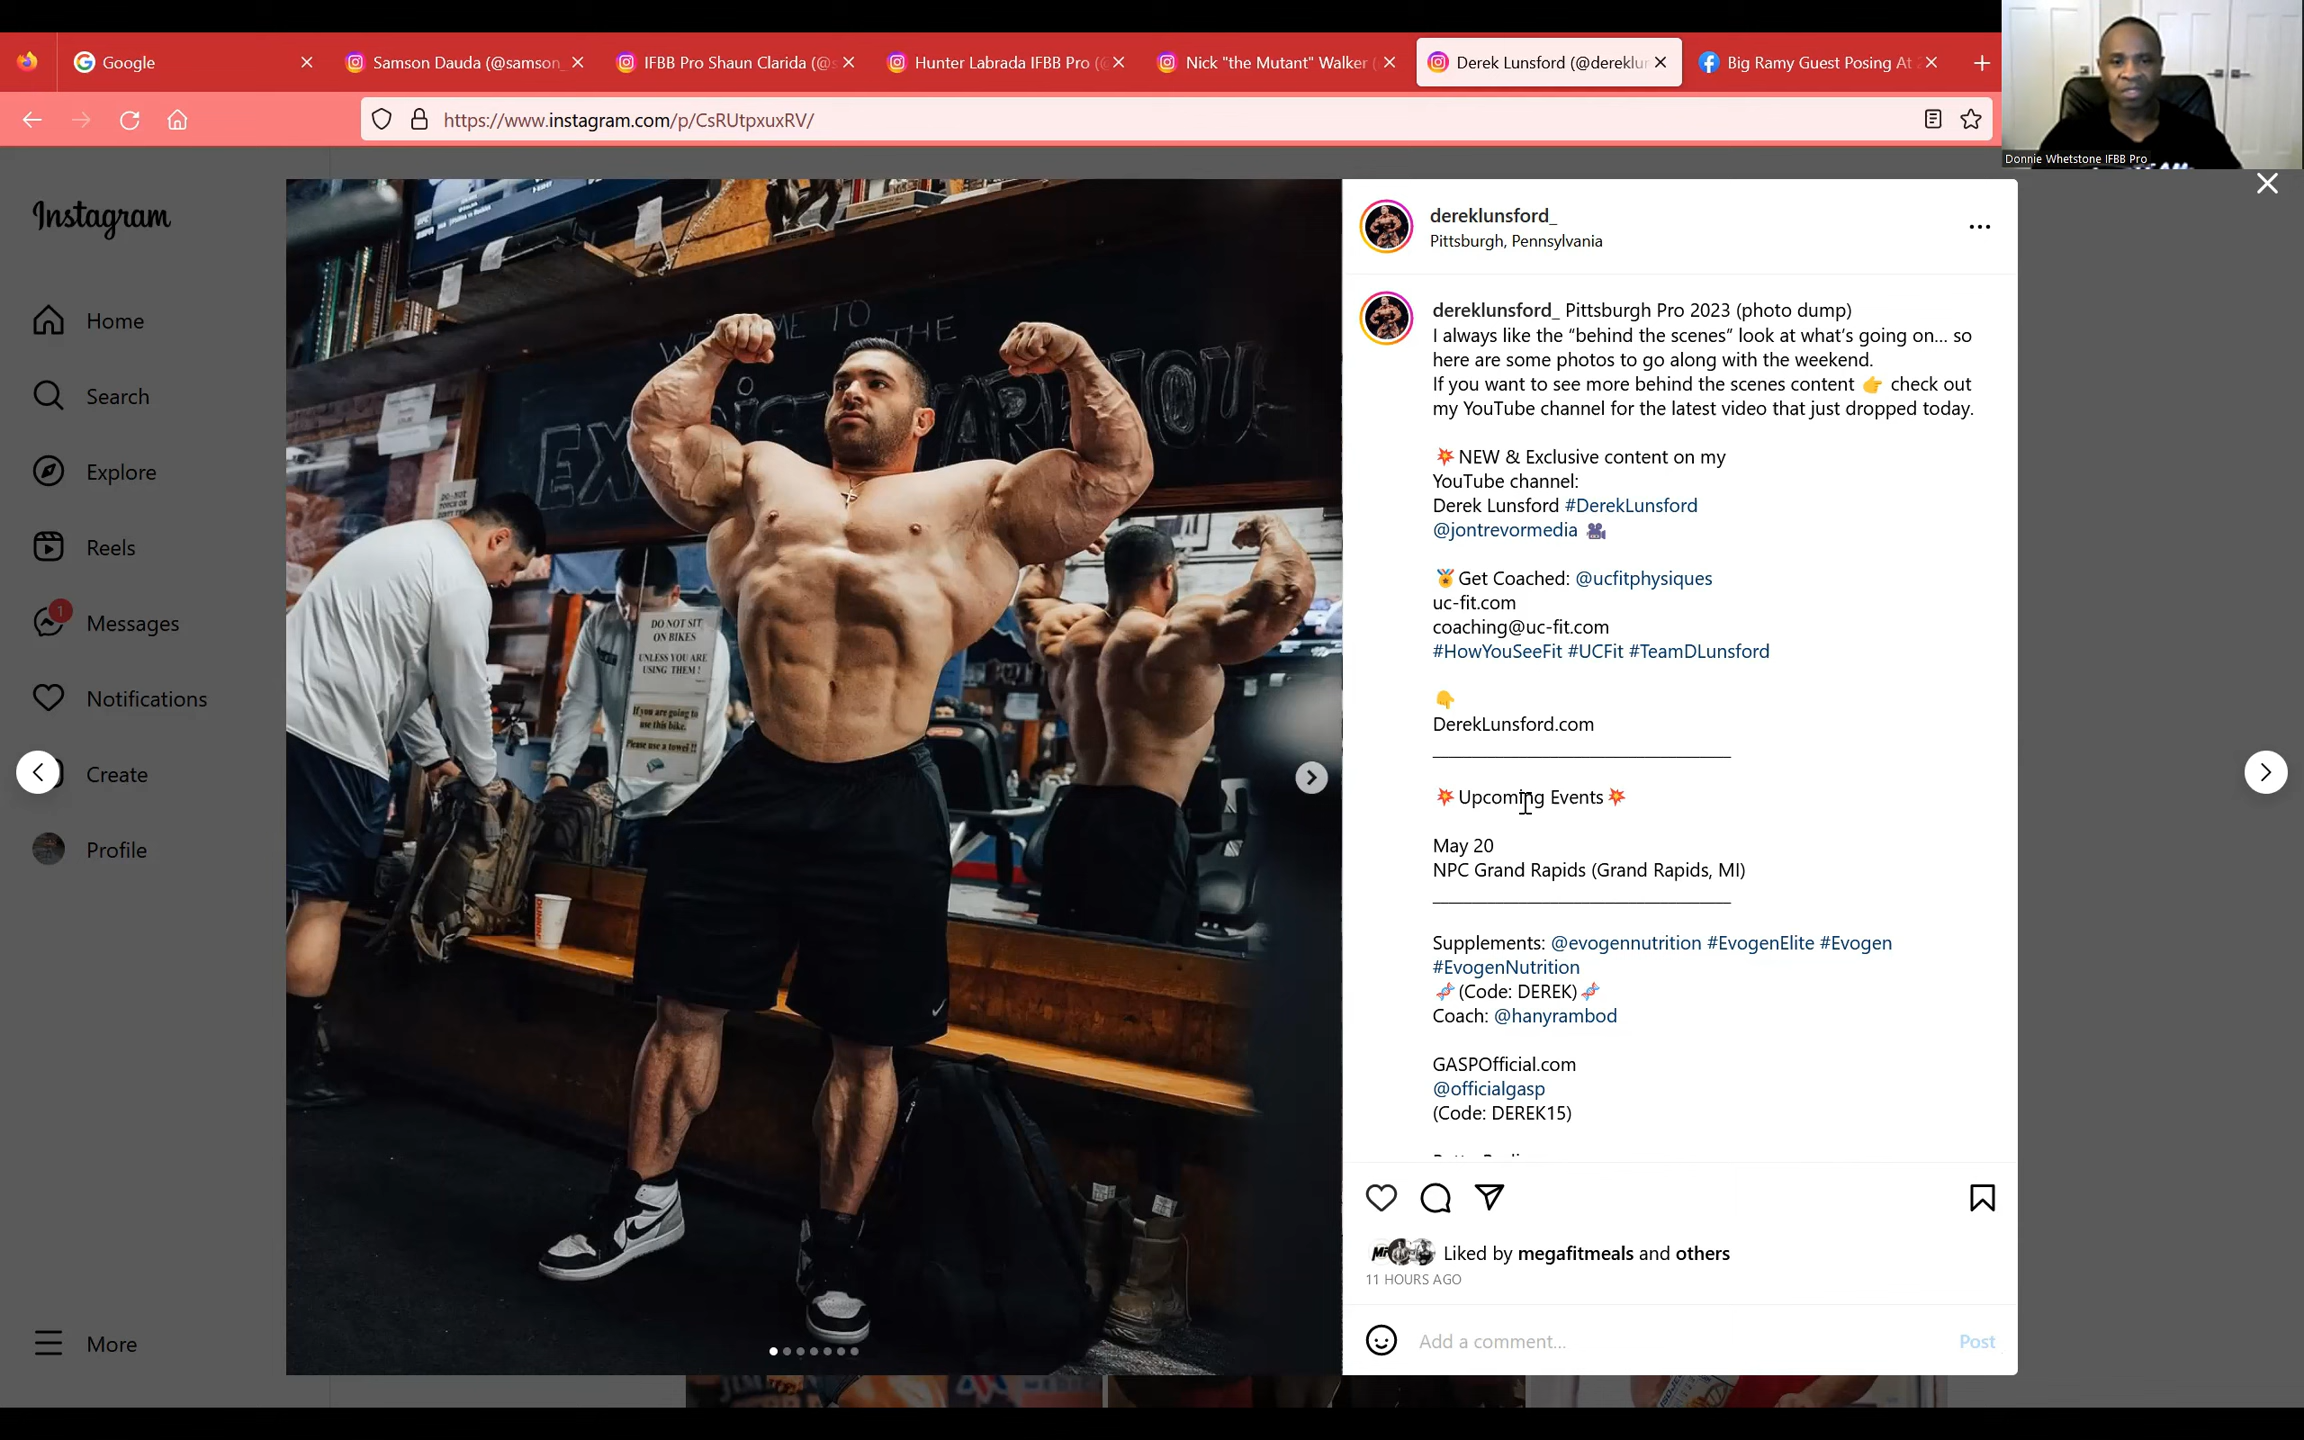 Google
Samson Dauda (@samson_
IFBB Pro Shaun Clarida (@s
Hunter Labrada IFBB Pro (@
Nick "the Mutant" Walker (
Derek Lunsford (@dereklur
Big Ramy Guest Posing At
https://www.instagram.com/p/CsRUtpxuxRV/
Donnie Whetstone IFBB Pro
Instagram
Home
Search
Explore
Reels
1
Messages
Notifications
Create
Profile
More
WELCOME TO
THE
DO NOT SIT
ON BIKES
UNLESS YOU ARE
USING THEM!
If you are going to
use this bike.
Please use a towel!!
DUNKIN'
dereklunsford_
Pittsburgh, Pennsylvania
dereklunsford_ Pittsburgh Pro 2023 (photo dump)
I always like the “behind the scenes” look at what’s going on… so
here are some photos to go along with the weekend.
If you want to see more behind the scenes content 👉 check out
my YouTube channel for the latest video that just dropped today.
💥NEW & Exclusive content on my
YouTube channel:
Derek Lunsford #DerekLunsford
@jontrevormedia 🎥
🏅Get Coached: @ucfitphysiques
uc-fit.com
coaching@uc-fit.com
#HowYouSeeFit #UCFit #TeamDLunsford
👇
DerekLunsford.com
💥Upcoming Events💥
May 20
NPC Grand Rapids (Grand Rapids, MI)
Supplements: @evogennutrition #EvogenElite #Evogen
#EvogenNutrition
🧬(Code: DEREK)🧬
Coach: @hanyrambod
GASPOfficial.com
@officialgasp
(Code: DEREK15)
Liked by megafitmeals and others
11 HOURS AGO
Add a comment...
Post